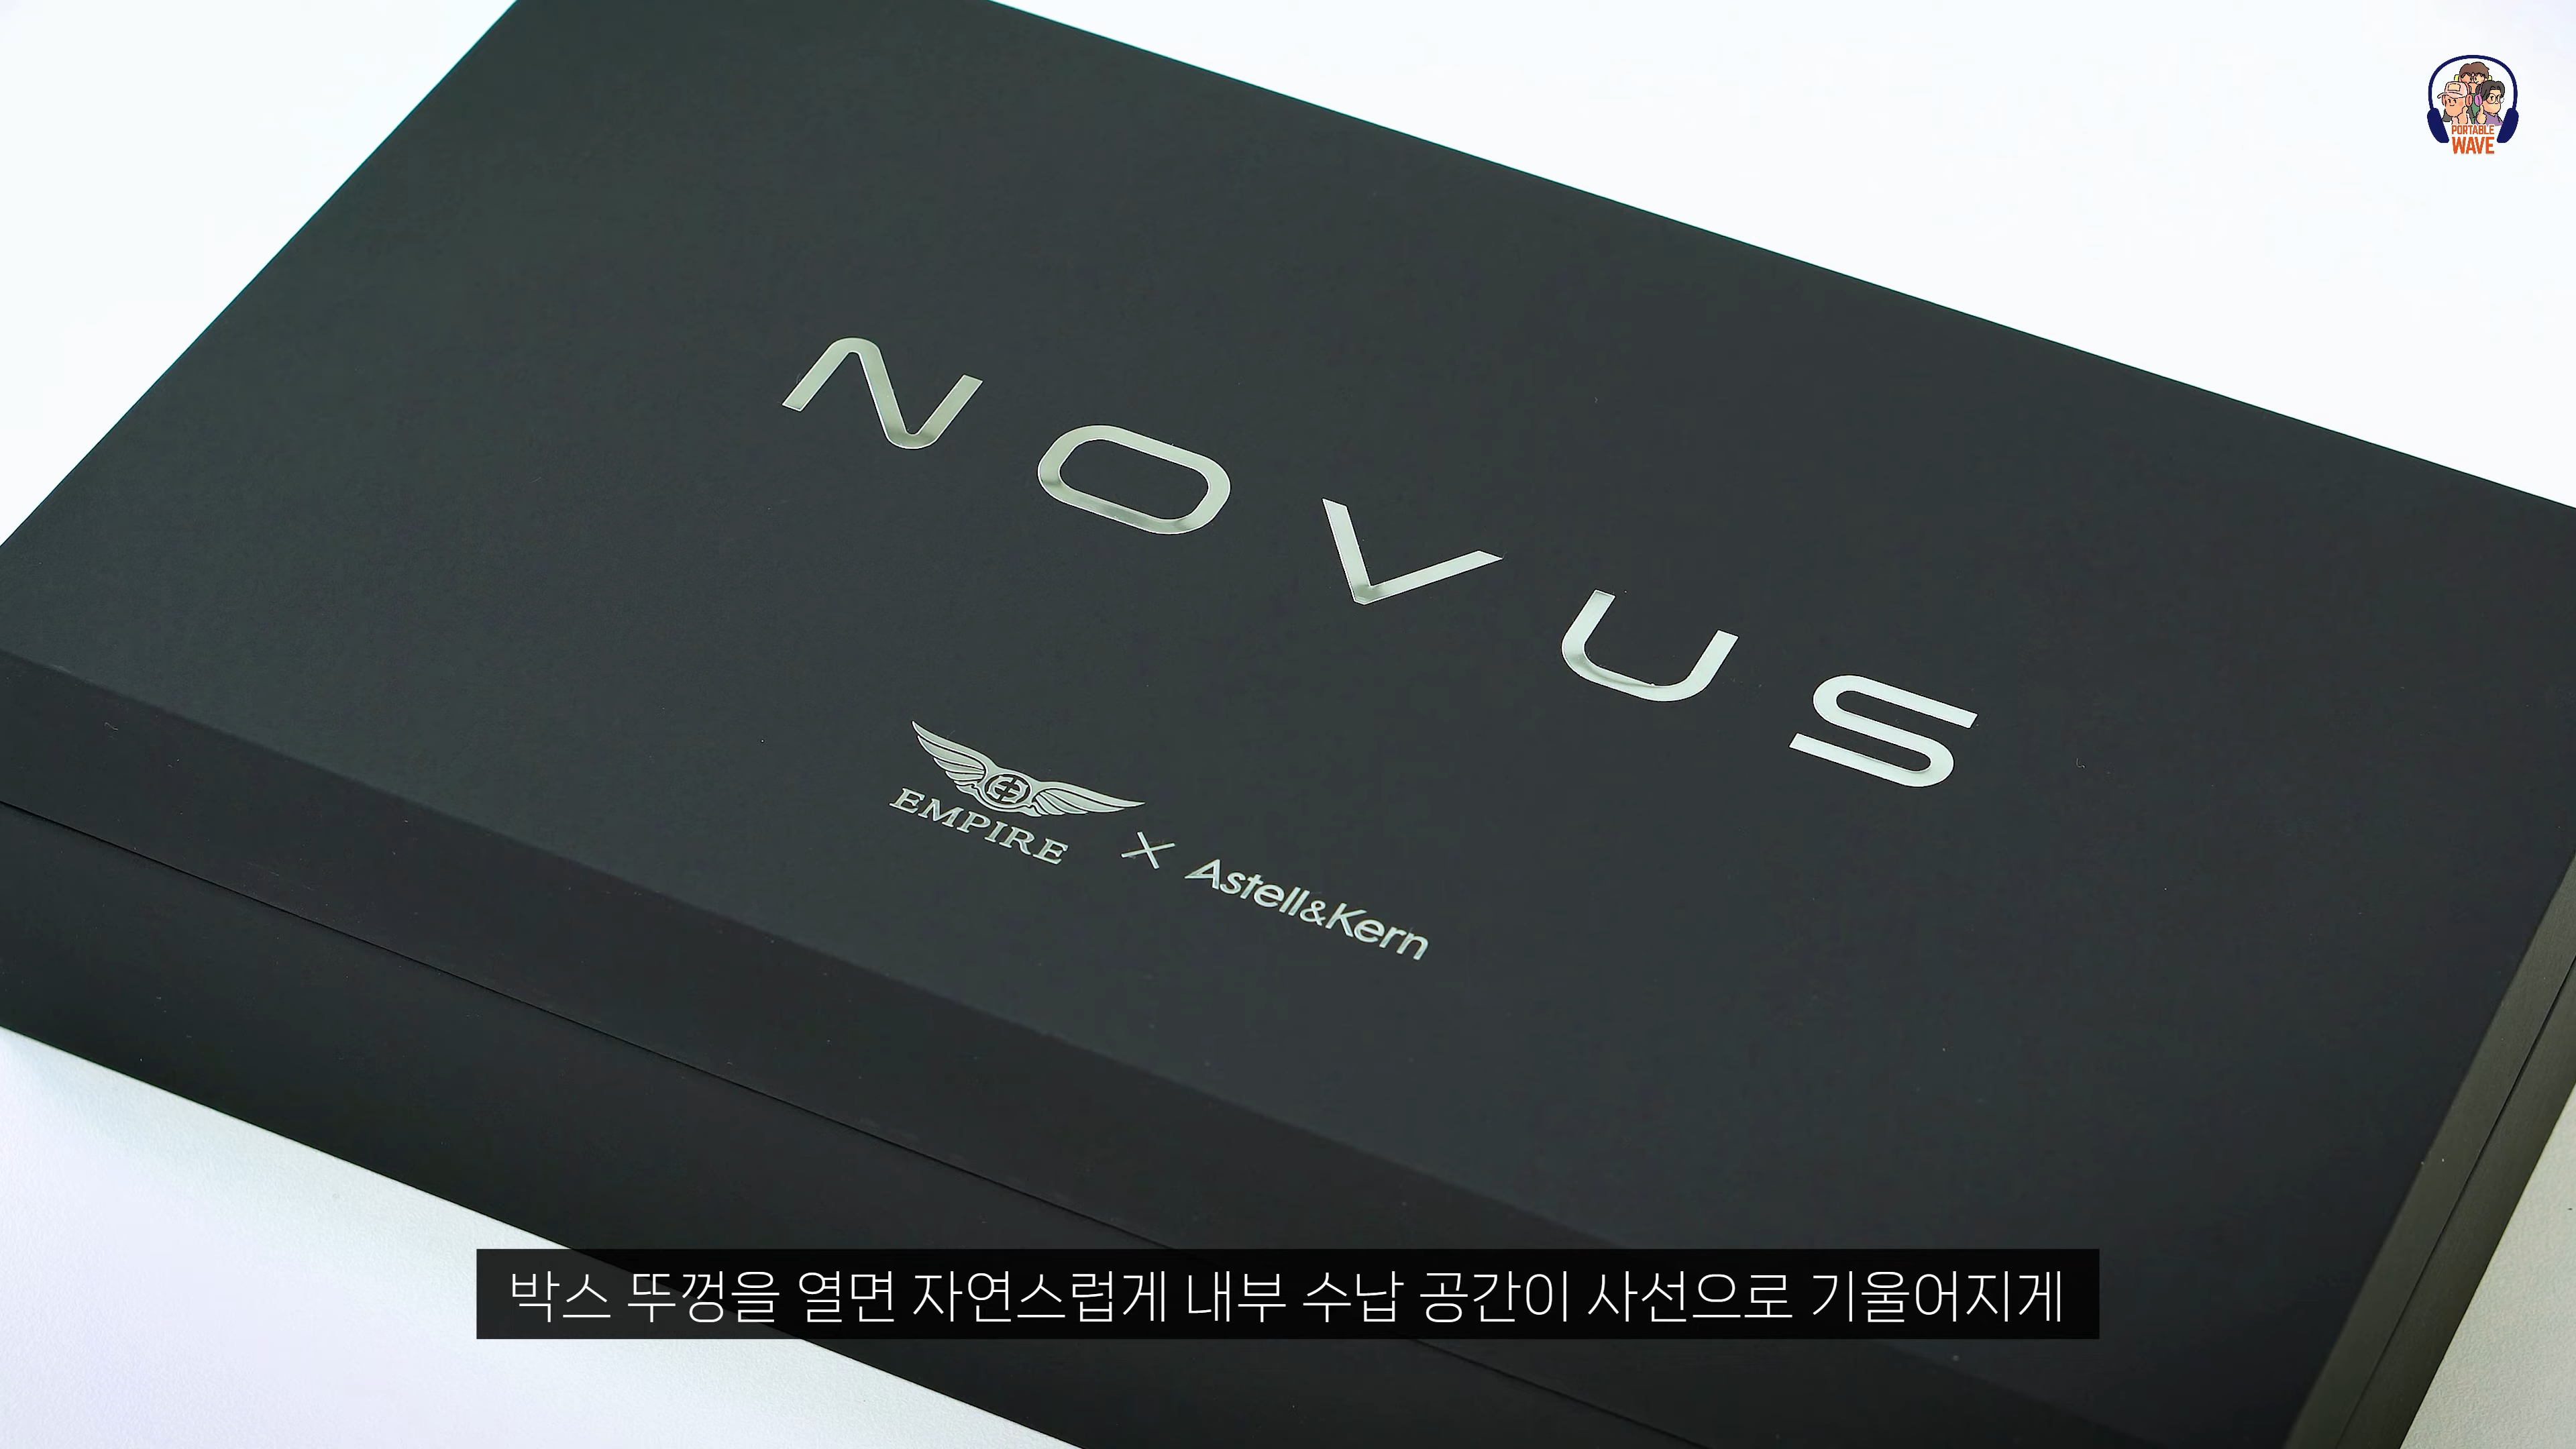 PORTABLE
WAVE
NOVUS
EMPIRE × Astell&Kern
박스 뚜껑을 열면 자연스럽게 내부 수납 공간이 사선으로 기울어지게